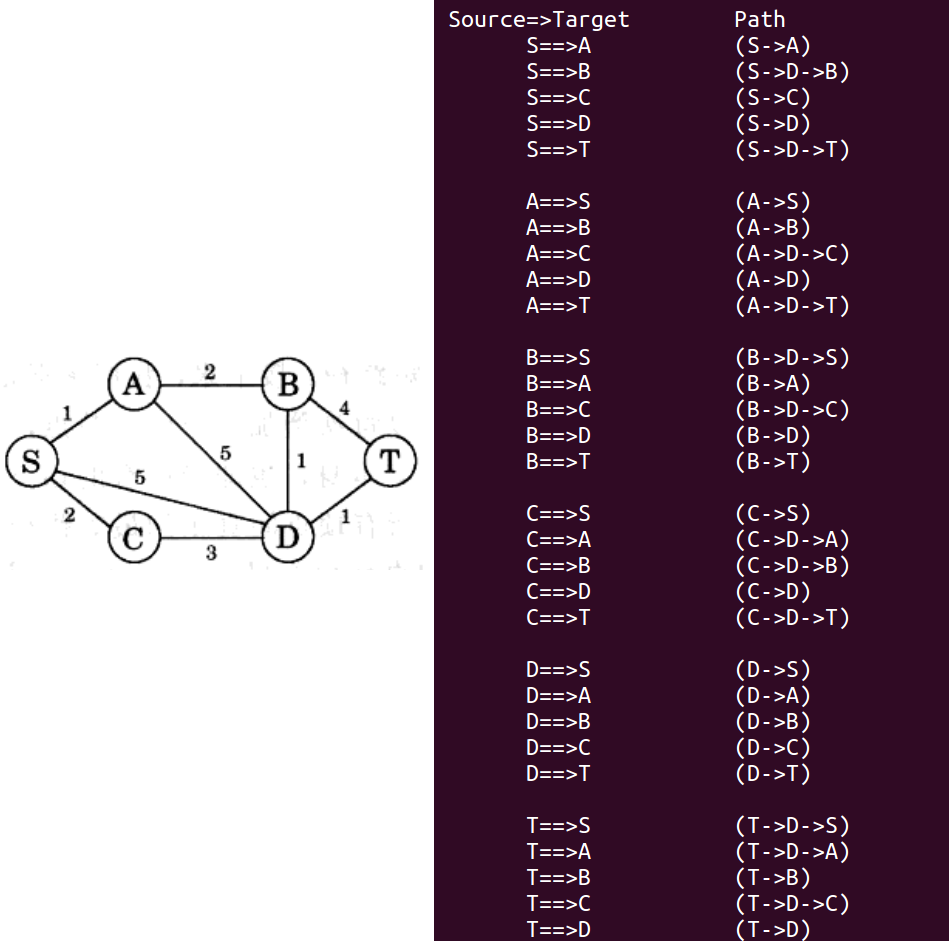 A
2
B
1
4
S
5
5
1
T
2
C
3
D
1
Source=>Target Path
S==>A (S->A)
S==>B (S->D->B)
S==>C (S->C)
S==>D (S->D)
S==>T (S->D->T)
A==>S (A->S)
A==>B (A->B)
A==>C (A->D->C)
A==>D (A->D)
A==>T (A->D->T)
B==>S (B->D->S)
B==>A (B->A)
B==>C (B->D->C)
B==>D (B->D)
B==>T (B->T)
C==>S (C->S)
C==>A (C->D->A)
C==>B (C->D->B)
C==>D (C->D)
C==>T (C->D->T)
D==>S (D->S)
D==>A (D->A)
D==>B (D->B)
D==>C (D->C)
D==>T (D->T)
T==>S (T->D->S)
T==>A (T->D->A)
T==>B (T->B)
T==>C (T->D->C)
T==>D (T->D)